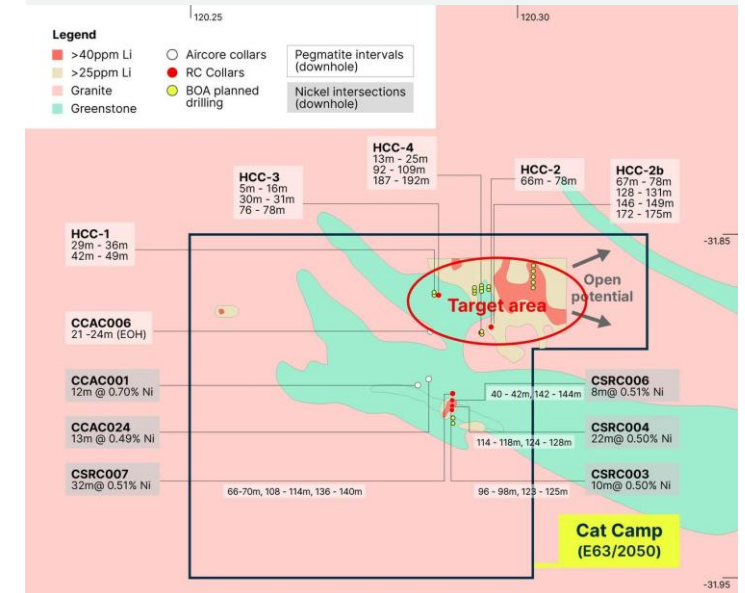 120.25
120.30
Legend
>40ppm Li
>25ppm Li
Granite
Greenstone
Aircore collars
RC Collars
BOA planned
drilling
Pegmatite intervals
(downhole)
Nickel intersections
(downhole)
HCC-4
13m - 25m
92 - 109m
187 - 192m
HCC-3
5m - 16m
30m - 31m
76 - 78m
HCC-2
66m - 78m
HCC-2b
67m - 78m
128 - 131m
146 - 149m
172 - 175m
HCC-1
29m - 36m
42m - 49m
-31.85
Open
potential
Target area
CCAC006
21 -24m (EOH)
CCAC001
12m @ 0.70% Ni
CCAC024
13m @ 0.49% Ni
CSRC007
32m@ 0.51% Ni
40 - 42m, 142 - 144m
CSRC006
8m@ 0.51% Ni
114 - 118m, 124 - 128m
CSRC004
22m@ 0.50% Ni
66-70m, 108 - 114m, 136 - 140m
96 - 98m, 123 - 125m
CSRC003
10m@ 0.50% Ni
Cat Camp
(E63/2050)
-31.95